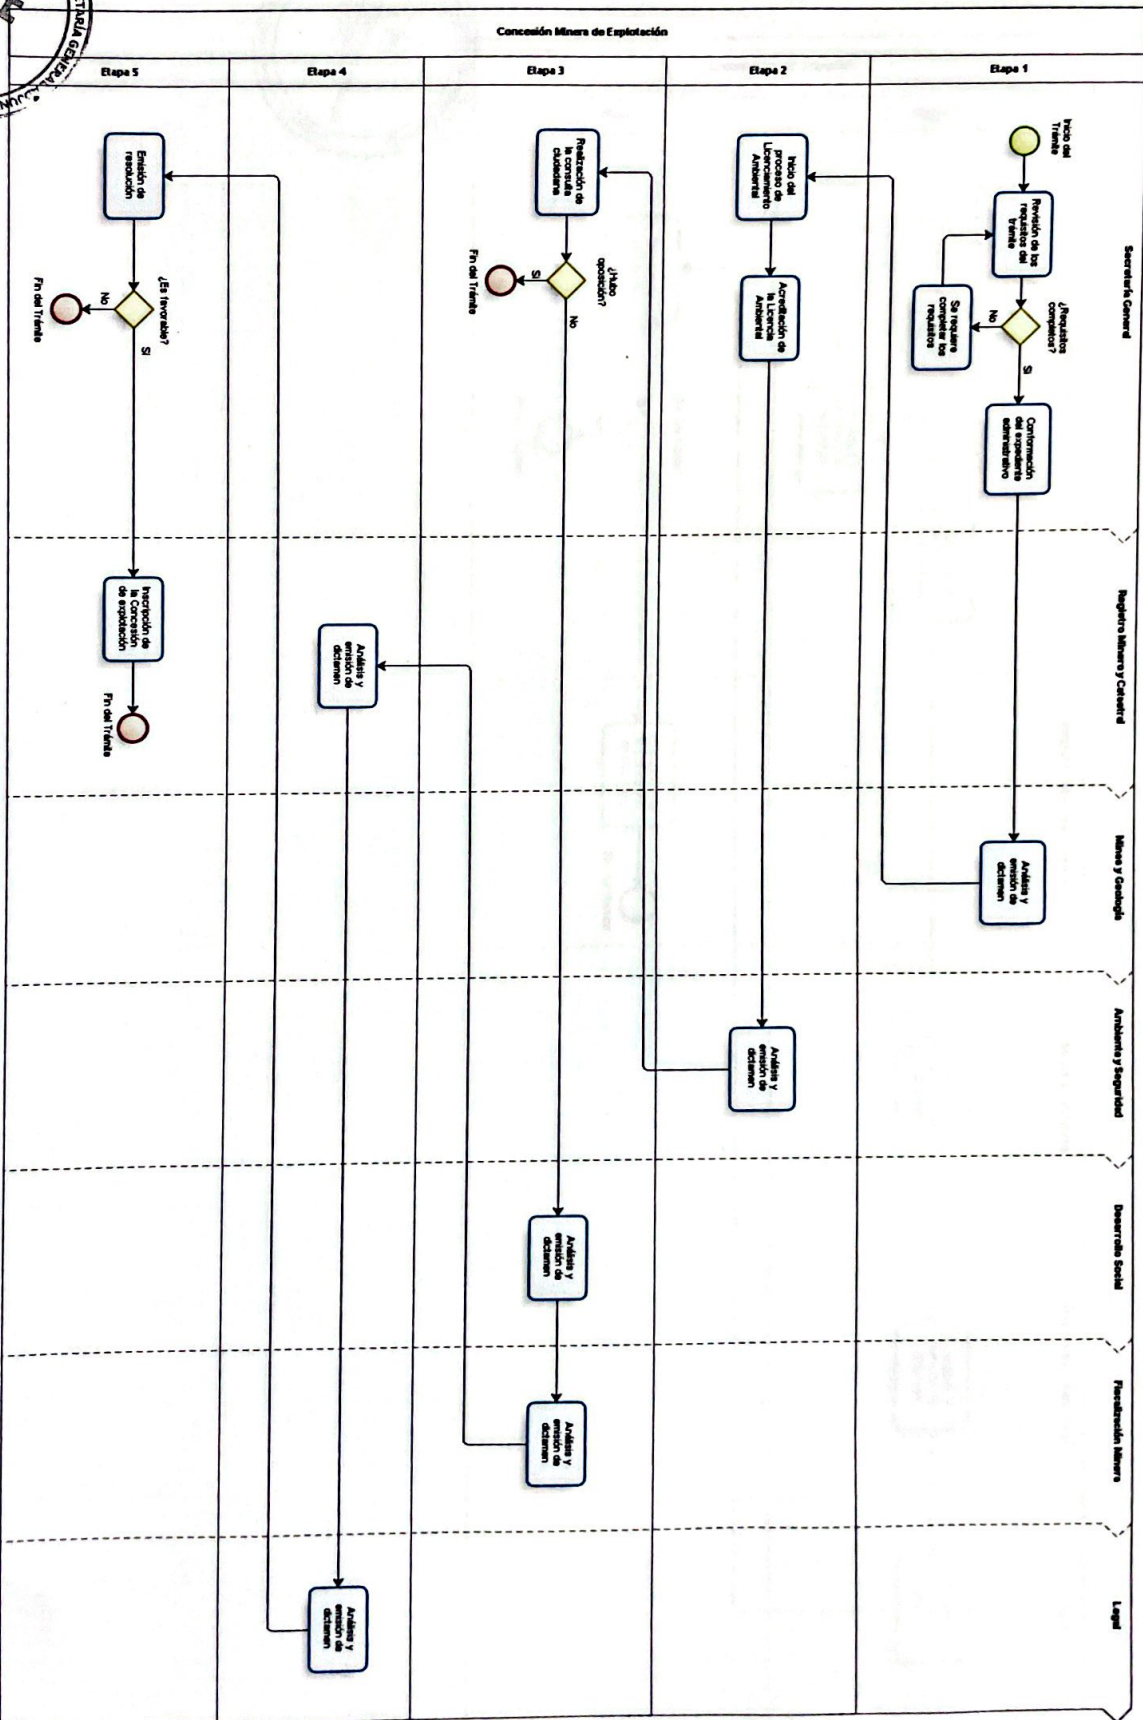 Concesión Minera de Explotación
Secretaría General
Registro Minero y Catastral
Minas y Geología
Ambiente y Seguridad
Desarrollo Social
Fiscalización Minera
Legal
Etapa 1
Inicio del
Trámite
Revisión de los
requisitos del
trámite
¿Requisitos
completos?
No
Se requiere
completar los
requisitos
Si
Conformación
del expediente
administrativo
Análisis y
emisión de
dictamen
Etapa 2
Inicio del
proceso de
Licenciamiento
Ambiental
Acreditación de
la Licencia
Ambiental
Análisis y
emisión de
dictamen
Etapa 3
Realización de
la consulta
ciudadana
¿Hubo
oposición?
Si
Fin del Trámite
No
Análisis y
emisión de
dictamen
Análisis y
emisión de
dictamen
Etapa 4
Análisis y
emisión de
dictamen
Análisis y
emisión de
dictamen
Etapa 5
Emisión de
resolución
¿Es favorable?
No
Fin del Trámite
Si
Inscripción de
la Concesión
de explotación
Fin del Trámite
GENERAL